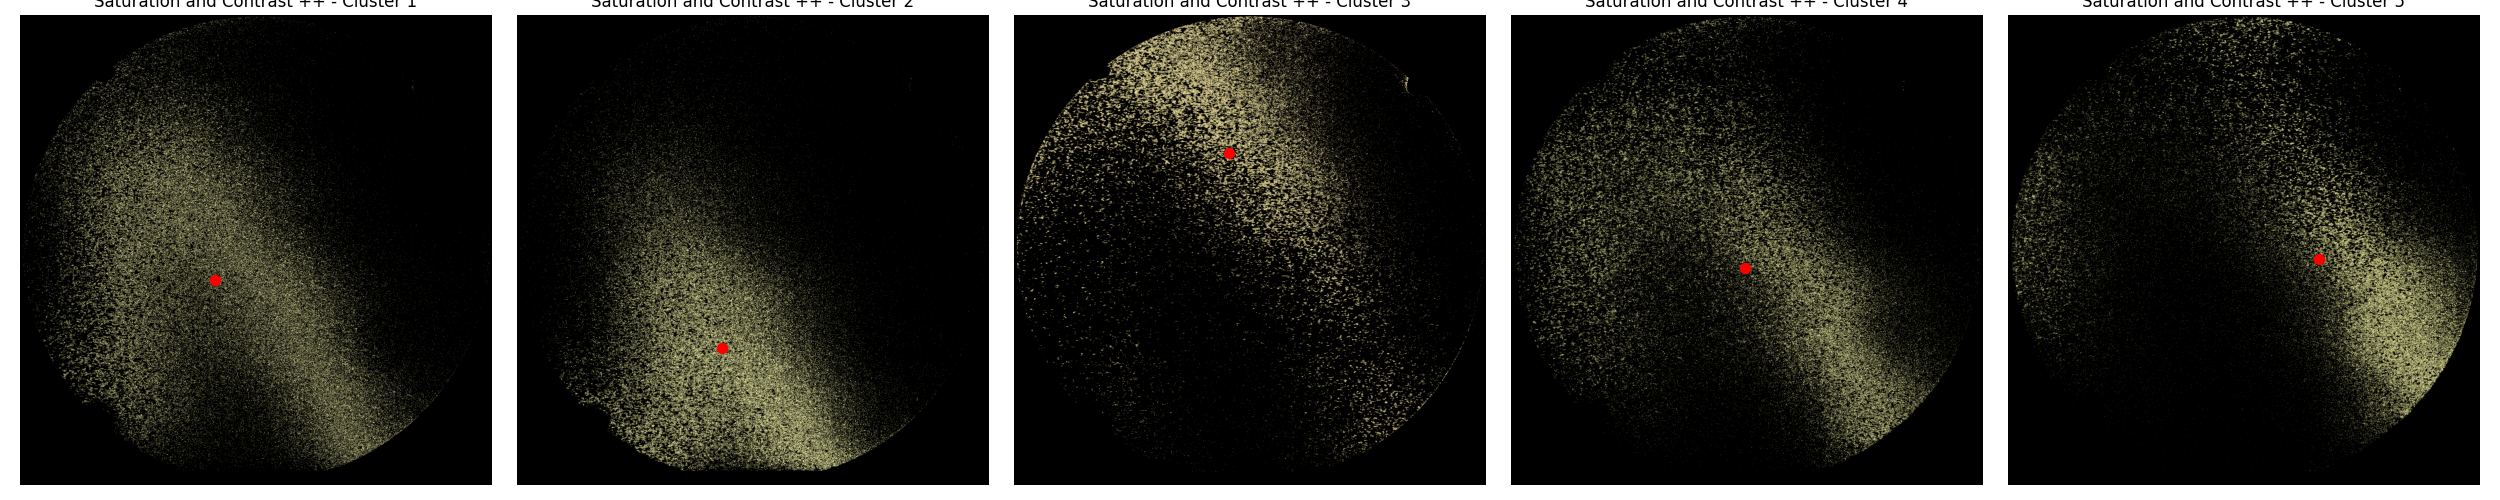 Saturation and Contrast ++ - Cluster 1
Saturation and Contrast ++ - Cluster 2
Saturation and Contrast ++ - Cluster 3
Saturation and Contrast ++ - Cluster 4
Saturation and Contrast ++ - Cluster 5